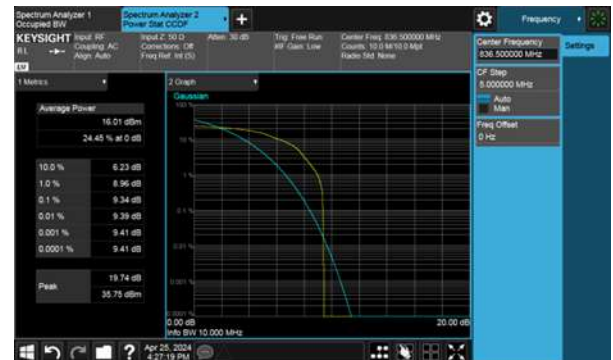 Spectrum Analyzer 1
Occupied BW
Spectrum Analyzer 2
Power Stat CCDF
+
Frequency
KEYSIGHT
RL
Input: RF
Coupling: AC
Align: Auto
Input Z: 50 Ω
Corrections: Off
Freq Ref: Int (S)
Atten: 30 dB
Trig: Free Run
#IF Gain: Low
Center Freq: 836.500000 MHz
Counts: 10.0 M/10.0 Mpt
Radio Std: None
Center Frequency
836.500000 MHz
Settings
CF Step
5.000000 MHz
Auto
Man
Freq Offset
0 Hz
1 Metrics
2 Graph
Average Power
16.01 dBm
24.45 % at 0 dB
10.0 % 6.23 dB
1.0 % 8.96 dB
0.1 % 9.34 dB
0.01 % 9.39 dB
0.001 % 9.41 dB
0.0001 % 9.41 dB
Peak
19.74 dB
35.75 dBm
Gaussian
100 %
10 %
1 %
0.1 %
0.01 %
0.001 %
0.0001 %
0.00 dB
20.00 dB
Info BW 10.000 MHz
?
Apr 25, 2024
4:27:19 PM